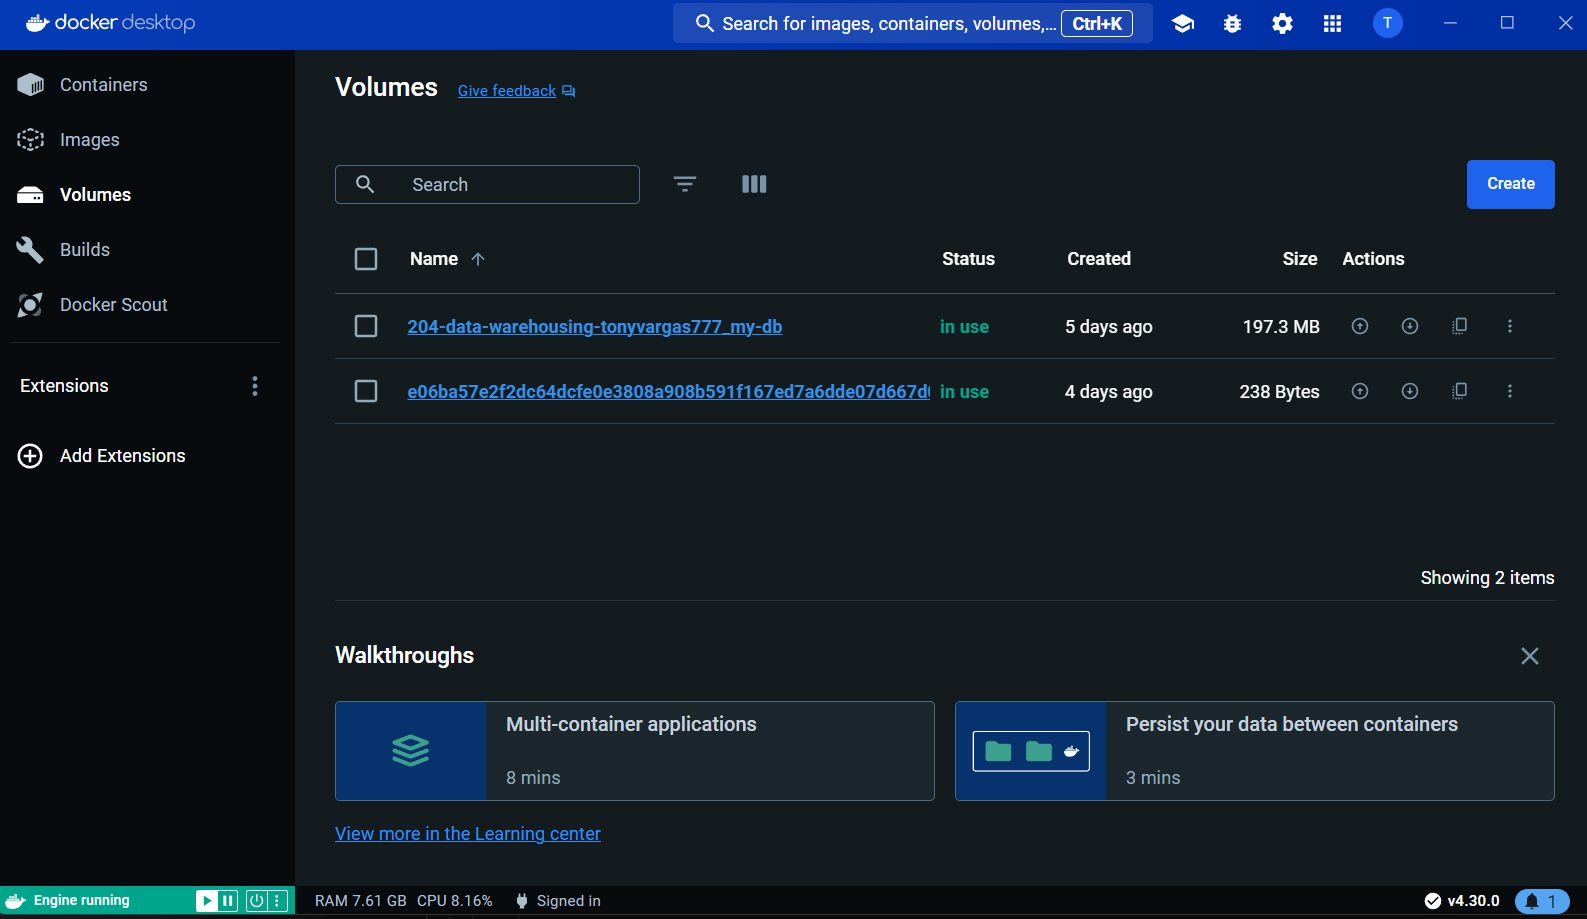 docker desktop
Search for images, containers, volumes,... Ctrl+K
T
Containers
Images
Volumes
Builds
Docker Scout
Extensions
Add Extensions
Volumes Give feedback
Search
Create
Name Status Created Size Actions
204-data-warehousing-tonyvargas777_my-db in use 5 days ago 197.3 MB
e06ba57e2f2dc64dcfe0e3808a908b591f167ed7a6dde07d667d in use 4 days ago 238 Bytes
Showing 2 items
Walkthroughs
Multi-container applications
8 mins
Persist your data between containers
3 mins
View more in the Learning center
Engine running RAM 7.61 GB CPU 8.16% Signed in v4.30.0 1